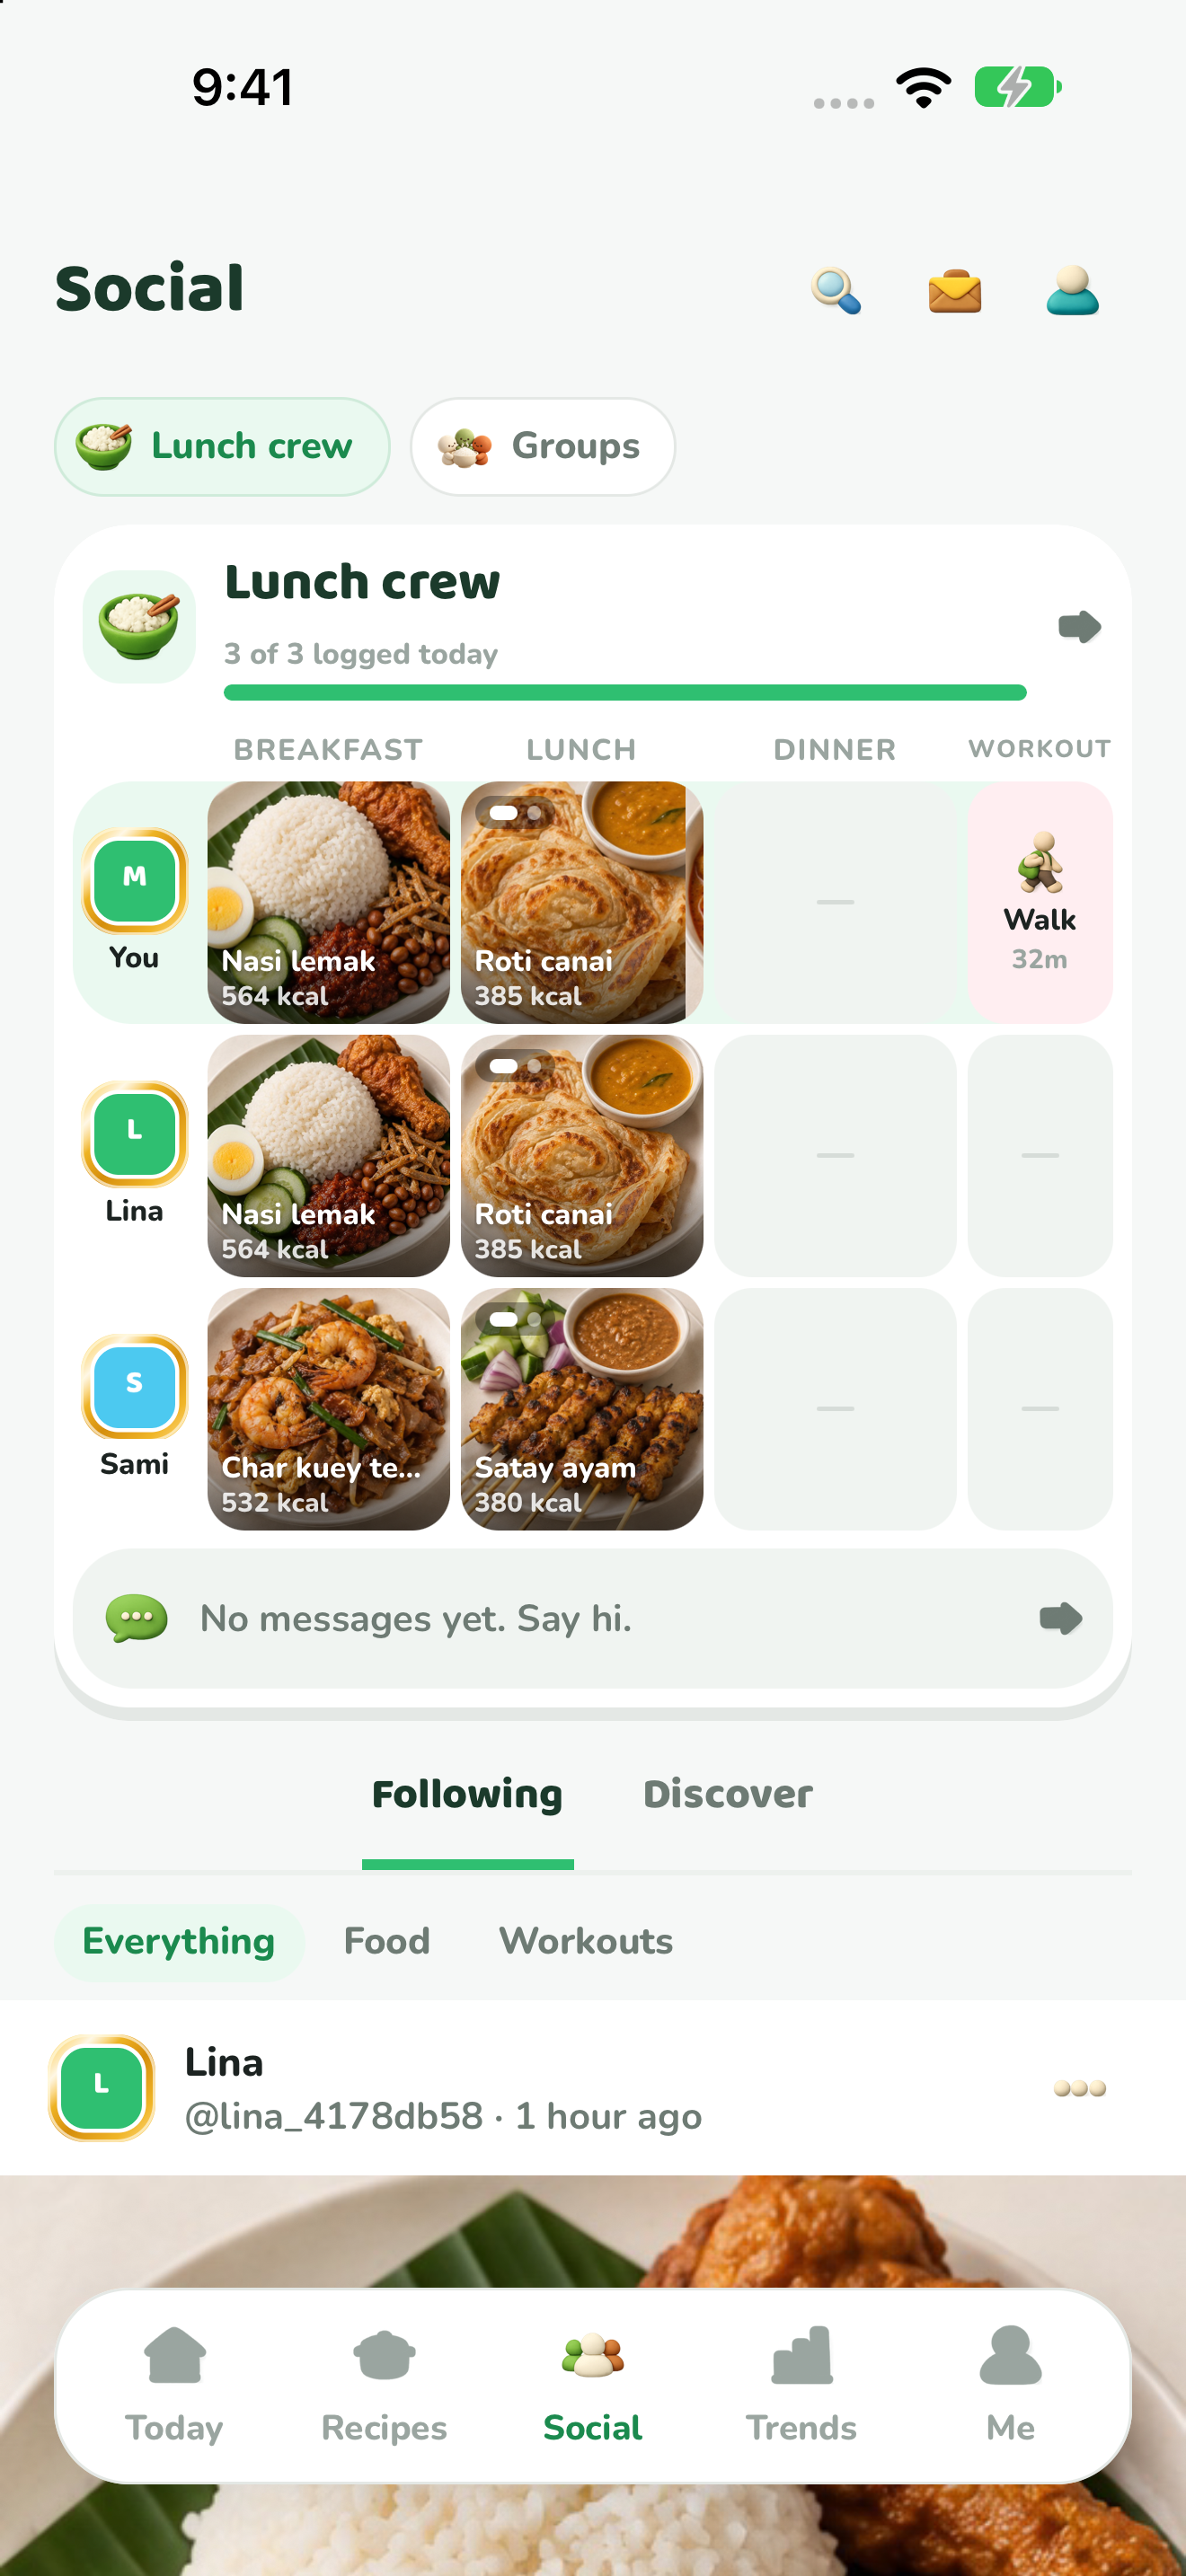 9:41
Social
Lunch crew
Groups
Lunch crew
3 of 3 logged today
BREAKFAST LUNCH DINNER WORKOUT
M
You
Nasi lemak
564 kcal
Roti canai
385 kcal
—
Walk
32m
L
Lina
Nasi lemak
564 kcal
Roti canai
385 kcal
—
—
S
Sami
Char kuey te...
532 kcal
Satay ayam
380 kcal
—
—
No messages yet. Say hi.
Following Discover
Everything Food Workouts
L
Lina
@lina_4178db58 · 1 hour ago
Today Recipes Social Trends Me